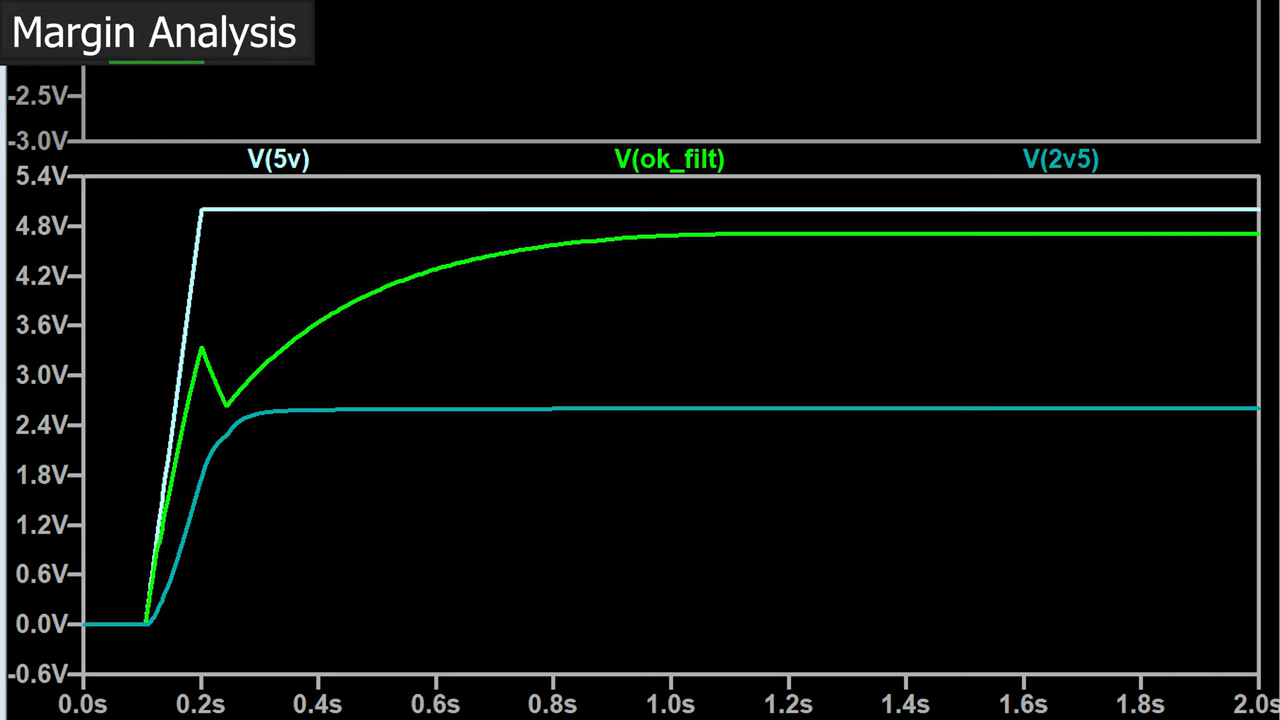 Margin Analysis
-2.5V
-3.0V
V(5v) V(ok_filt) V(2v5)
5.4V
4.8V
4.2V
3.6V
3.0V
2.4V
1.8V
1.2V
0.6V
0.0V
-0.6V
0.0s 0.2s 0.4s 0.6s 0.8s 1.0s 1.2s 1.4s 1.6s 1.8s 2.0s